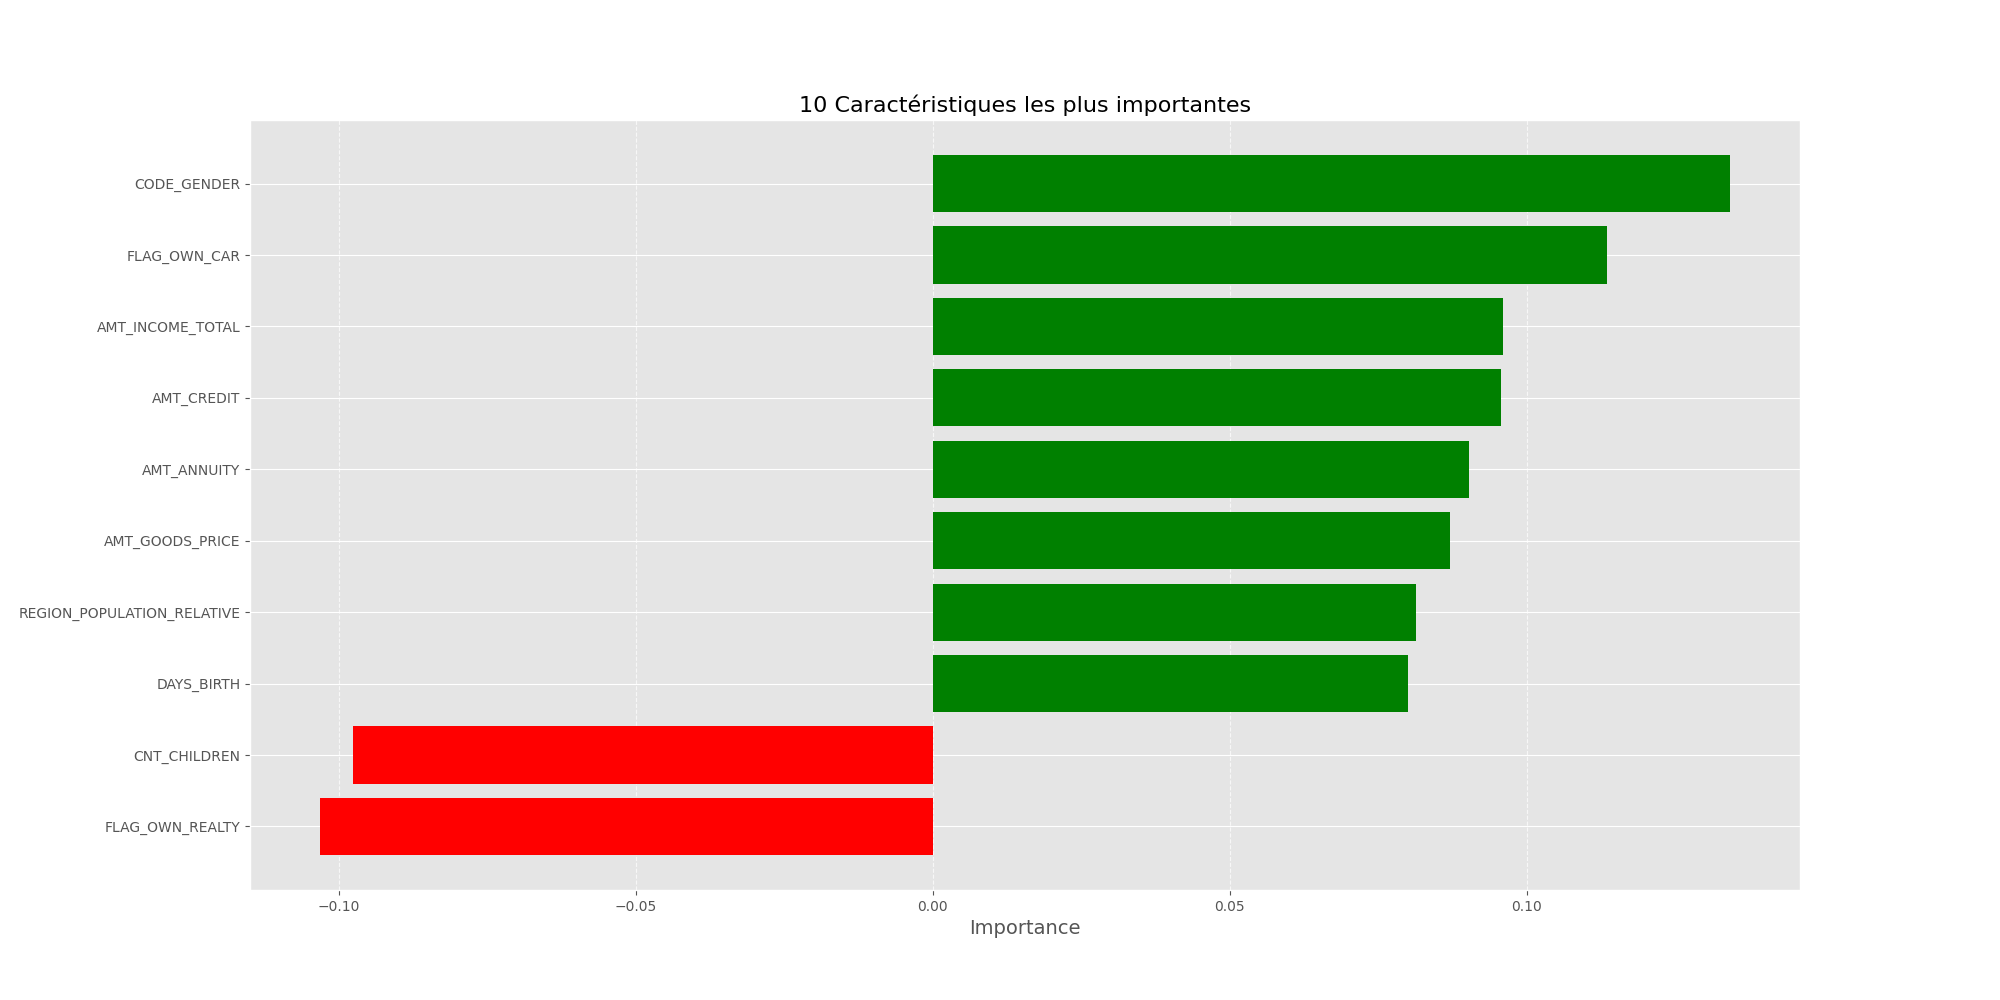 10 Caractéristiques les plus importantes
CODE_GENDER
FLAG_OWN_CAR
AMT_INCOME_TOTAL
AMT_CREDIT
AMT_ANNUITY
AMT_GOODS_PRICE
REGION_POPULATION_RELATIVE
DAYS_BIRTH
CNT_CHILDREN
FLAG_OWN_REALTY
−0.10 −0.05 0.00 0.05 0.10
Importance